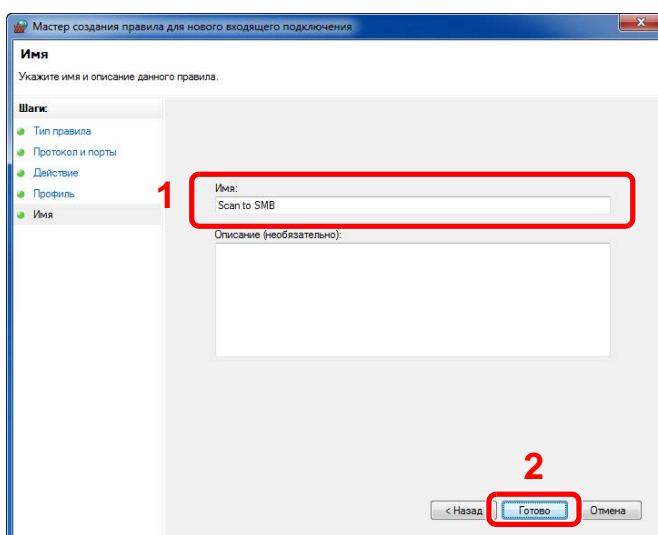 Мастер создания правила для нового входящего подключения
Имя
Укажите имя и описание данного правила.
Шаги:
Тип правила
Протокол и порты
Действие
Профиль
Имя
1
Имя:
Scan to SMB
Описание (необязательно):
2
< Назад
Готово
Отмена